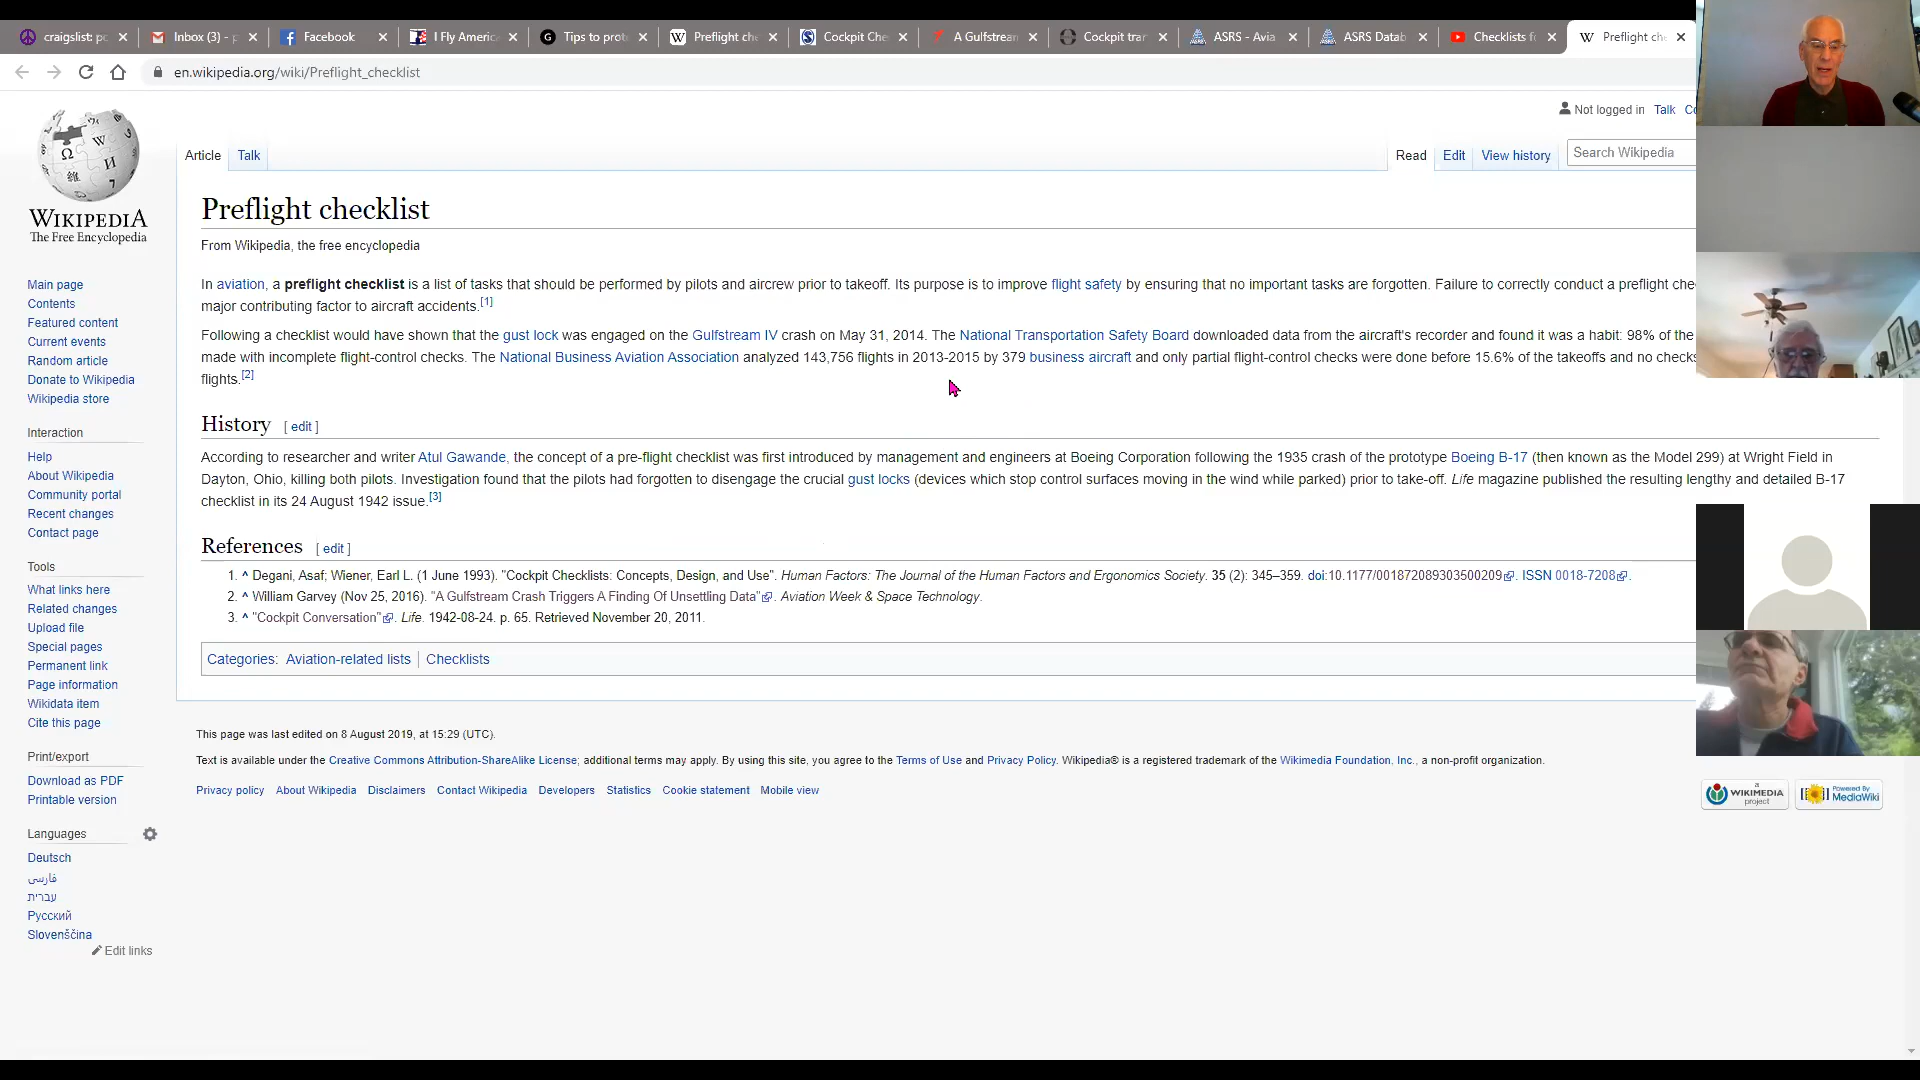 craigslist: pc
Inbox (3) - p
Facebook
I Fly America
Tips to prote
Preflight che
Cockpit Che
A Gulfstream
Cockpit tran
ASRS - Avia
ASRS Datab
Checklists fo
Preflight che
en.wikipedia.org/wiki/Preflight_checklist
Not logged in Talk Co
Article Talk
Read Edit View history Search Wikipedia
WIKIPEDIA
The Free Encyclopedia
Preflight checklist
From Wikipedia, the free encyclopedia
In aviation, a preflight checklist is a list of tasks that should be performed by pilots and aircrew prior to takeoff. Its purpose is to improve flight safety by ensuring that no important tasks are forgotten. Failure to correctly conduct a preflight che
major contributing factor to aircraft accidents.[1]
Following a checklist would have shown that the gust lock was engaged on the Gulfstream IV crash on May 31, 2014. The National Transportation Safety Board downloaded data from the aircraft's recorder and found it was a habit: 98% of the
made with incomplete flight-control checks. The National Business Aviation Association analyzed 143,756 flights in 2013-2015 by 379 business aircraft and only partial flight-control checks were done before 15.6% of the takeoffs and no checks
flights.[2]
History [ edit ]
According to researcher and writer Atul Gawande, the concept of a pre-flight checklist was first introduced by management and engineers at Boeing Corporation following the 1935 crash of the prototype Boeing B-17 (then known as the Model 299) at Wright Field in
Dayton, Ohio, killing both pilots. Investigation found that the pilots had forgotten to disengage the crucial gust locks (devices which stop control surfaces moving in the wind while parked) prior to take-off. Life magazine published the resulting lengthy and detailed B-17
checklist in its 24 August 1942 issue.[3]
References [ edit ]
1. ^ Degani, Asaf; Wiener, Earl L. (1 June 1993). "Cockpit Checklists: Concepts, Design, and Use". Human Factors: The Journal of the Human Factors and Ergonomics Society. 35 (2): 345–359. doi:10.1177/001872089303500209. ISSN 0018-7208.
2. ^ William Garvey (Nov 25, 2016). "A Gulfstream Crash Triggers A Finding Of Unsettling Data". Aviation Week & Space Technology.
3. ^ "Cockpit Conversation". Life. 1942-08-24. p. 65. Retrieved November 20, 2011.
Categories: Aviation-related lists | Checklists
This page was last edited on 8 August 2019, at 15:29 (UTC).
Text is available under the Creative Commons Attribution-ShareAlike License; additional terms may apply. By using this site, you agree to the Terms of Use and Privacy Policy. Wikipedia® is a registered trademark of the Wikimedia Foundation, Inc., a non-profit organization.
Privacy policy About Wikipedia Disclaimers Contact Wikipedia Developers Statistics Cookie statement Mobile view
A WIKIMEDIA project
Powered By MediaWiki
Main page
Contents
Featured content
Current events
Random article
Donate to Wikipedia
Wikipedia store
Interaction
Help
About Wikipedia
Community portal
Recent changes
Contact page
Tools
What links here
Related changes
Upload file
Special pages
Permanent link
Page information
Wikidata item
Cite this page
Print/export
Download as PDF
Printable version
Languages
Deutsch
فارسی
עברית
Русский
Slovenščina
Edit links